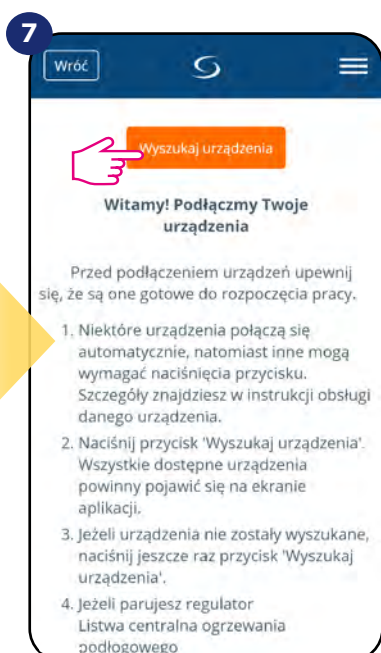 7
Wróć
Wyszukaj urządzenia
Witamy! Podłączmy Twoje
urządzenia
Przed podłączeniem urządzeń upewnij
się, że są one gotowe do rozpoczęcia pracy.
1. Niektóre urządzenia połączą się
automatycznie, natomiast inne mogą
wymagać naciśnięcia przycisku.
Szczegóły znajdziesz w instrukcji obsługi
danego urządzenia.
2. Naciśnij przycisk 'Wyszukaj urządzenia'.
Wszystkie dostępne urządzenia
powinny pojawić się na ekranie
aplikacji.
3. Jeżeli urządzenia nie zostały wyszukane,
naciśnij jeszcze raz przycisk 'Wyszukaj
urządzenia'.
4. Jeżeli parujesz regulator
Listwa centralna ogrzewania
podłogowego